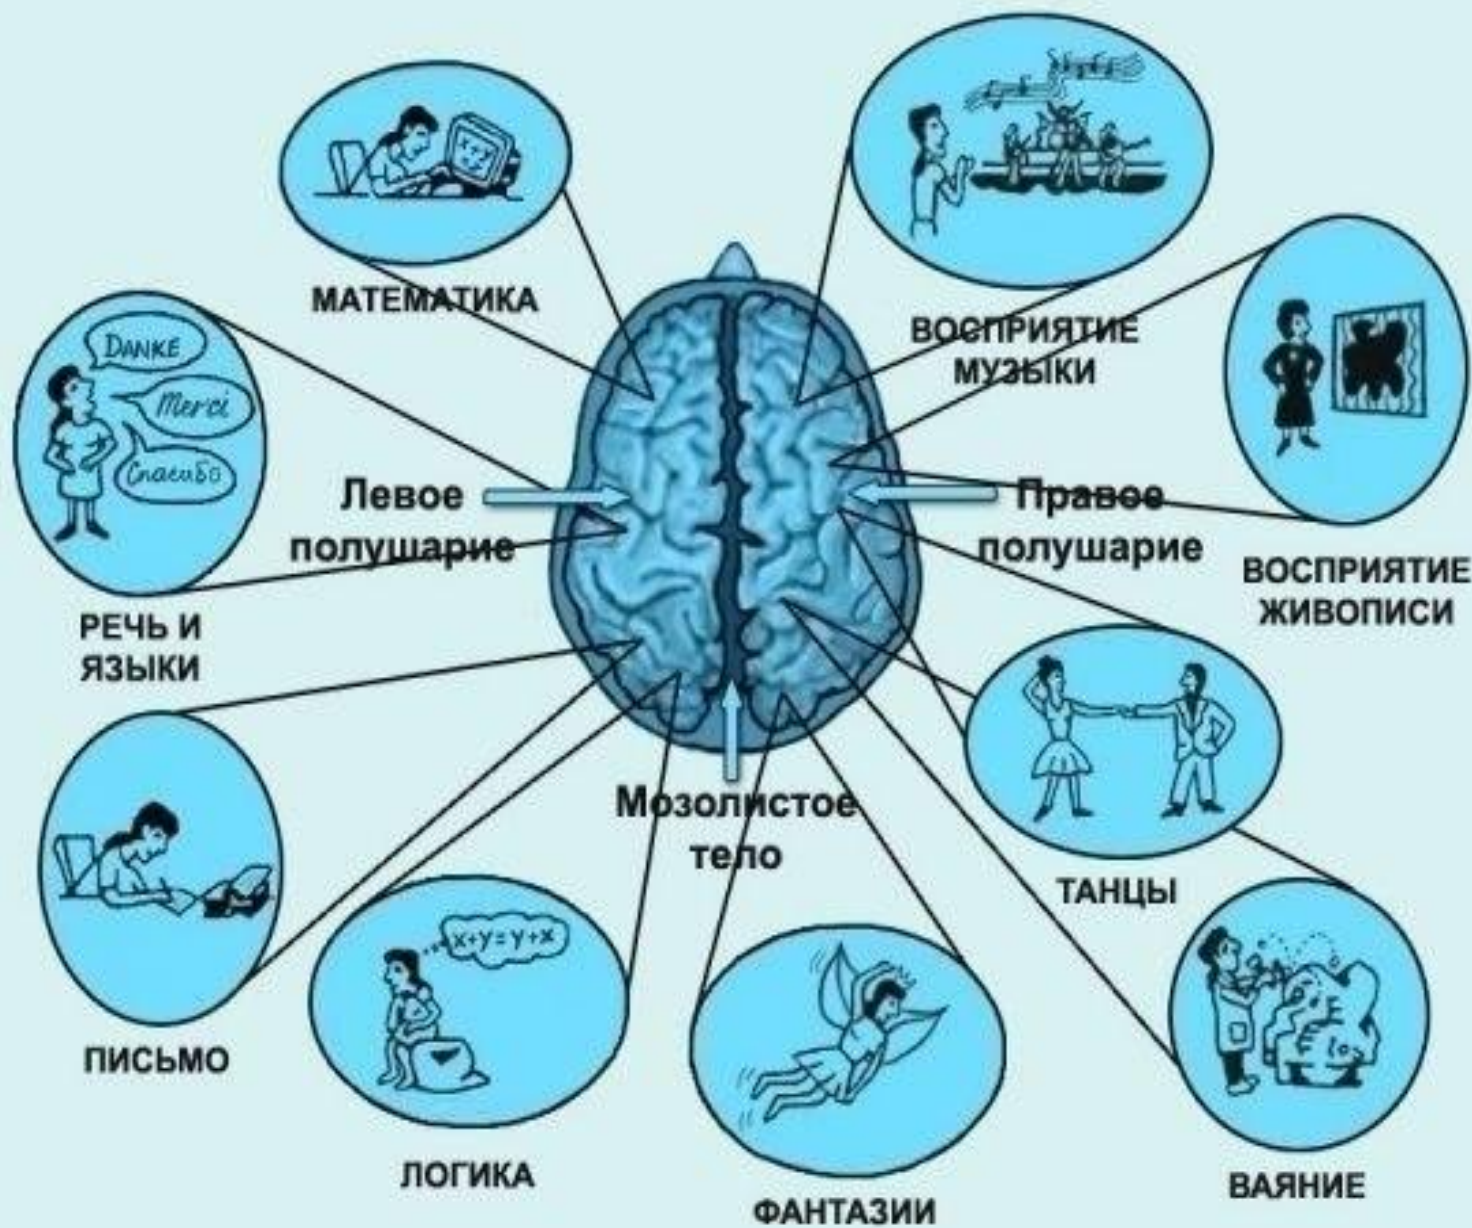 МАТЕМАТИКА
x+y
ВОСПРИЯТИЕ
МУЗЫКИ
DANKE
Merci
Спасибо
РЕЧЬ И
ЯЗЫКИ
Левое
полушарие
Правое
полушарие
ВОСПРИЯТИЕ
ЖИВОПИСИ
Мозолистое
тело
ТАНЦЫ
ПИСЬМО
x+y=y+x
ЛОГИКА
ФАНТАЗИИ
ВАЯНИЕ